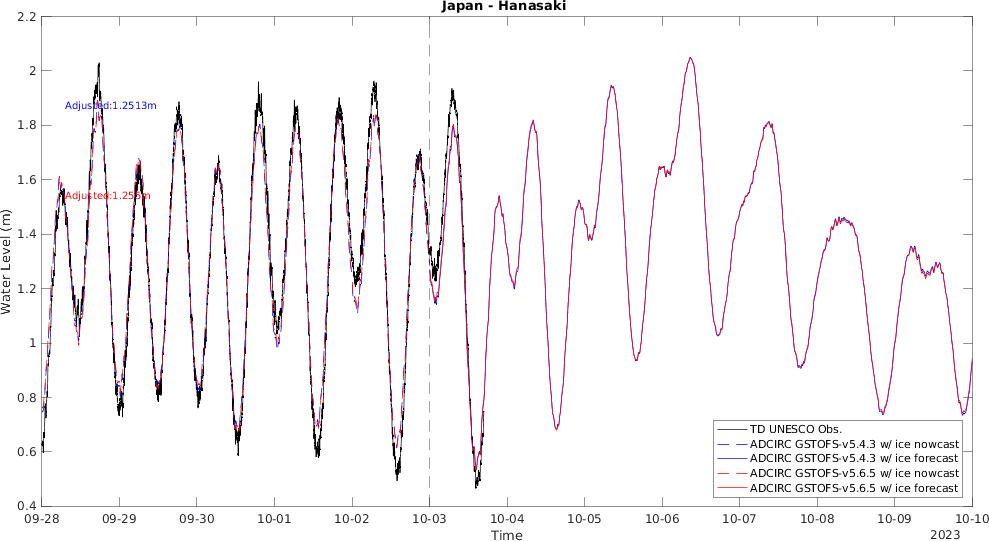 Japan - Hanasaki
2.2
2
1.8
1.6
1.4
1.2
1
0.8
0.6
0.4
Water Level (m)
Adjusted:1.2513m
09-28
09-29
09-30
10-01
10-02
10-03
10-04
10-05
10-06
10-07
10-08
10-09
10-10
Time
2023
TD UNESCO Obs.
ADCIRC GSTOFS-v5.4.3 w/ ice nowcast
ADCIRC GSTOFS-v5.4.3 w/ ice forecast
ADCIRC GSTOFS-v5.6.5 w/ ice nowcast
ADCIRC GSTOFS-v5.6.5 w/ ice forecast